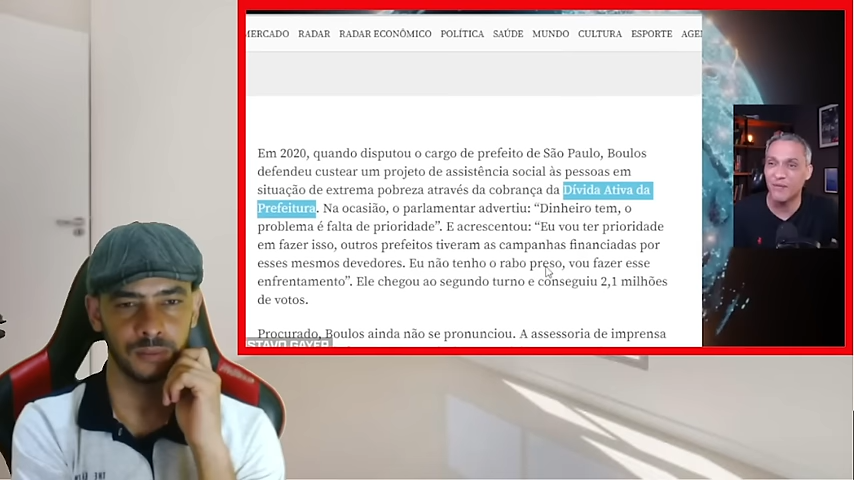 MERCADO RADAR RADAR ECONÔMICO POLÍTICA SAÚDE MUNDO CULTURA ESPORTE AGE
Em 2020, quando disputou o cargo de prefeito de São Paulo, Boulos
defendeu custear um projeto de assistência social às pessoas em
situação de extrema pobreza através da cobrança da Dívida Ativa da
Prefeitura. Na ocasião, o parlamentar advertiu: “Dinheiro tem, o
problema é falta de prioridade”. E acrescentou: “Eu vou ter prioridade
em fazer isso, outros prefeitos tiveram as campanhas financiadas por
esses mesmos devedores. Eu não tenho o rabo preso, vou fazer esse
enfrentamento”. Ele chegou ao segundo turno e conseguiu 2,1 milhões
de votos.
Procurado, Boulos ainda não se pronunciou. A assessoria de imprensa
STAVO GAYER